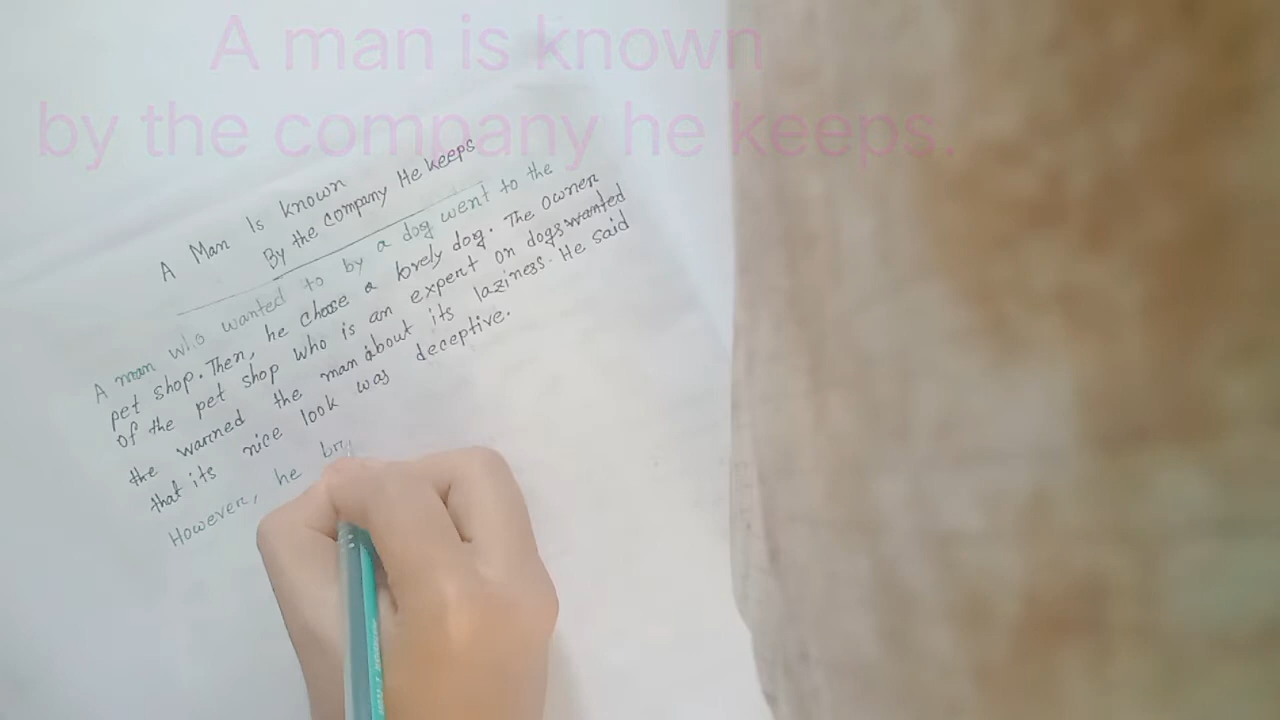 A man is known
by the company he keeps.
A Man Is known
By the company He keeps
A man who wanted to by a dog went to the
pet shop. Then, he choose a lovely dog. The owner
of the pet shop who is an expert on dogs wanted
the warned the man about its laziness. He said
that its nice look was deceptive.
However, he